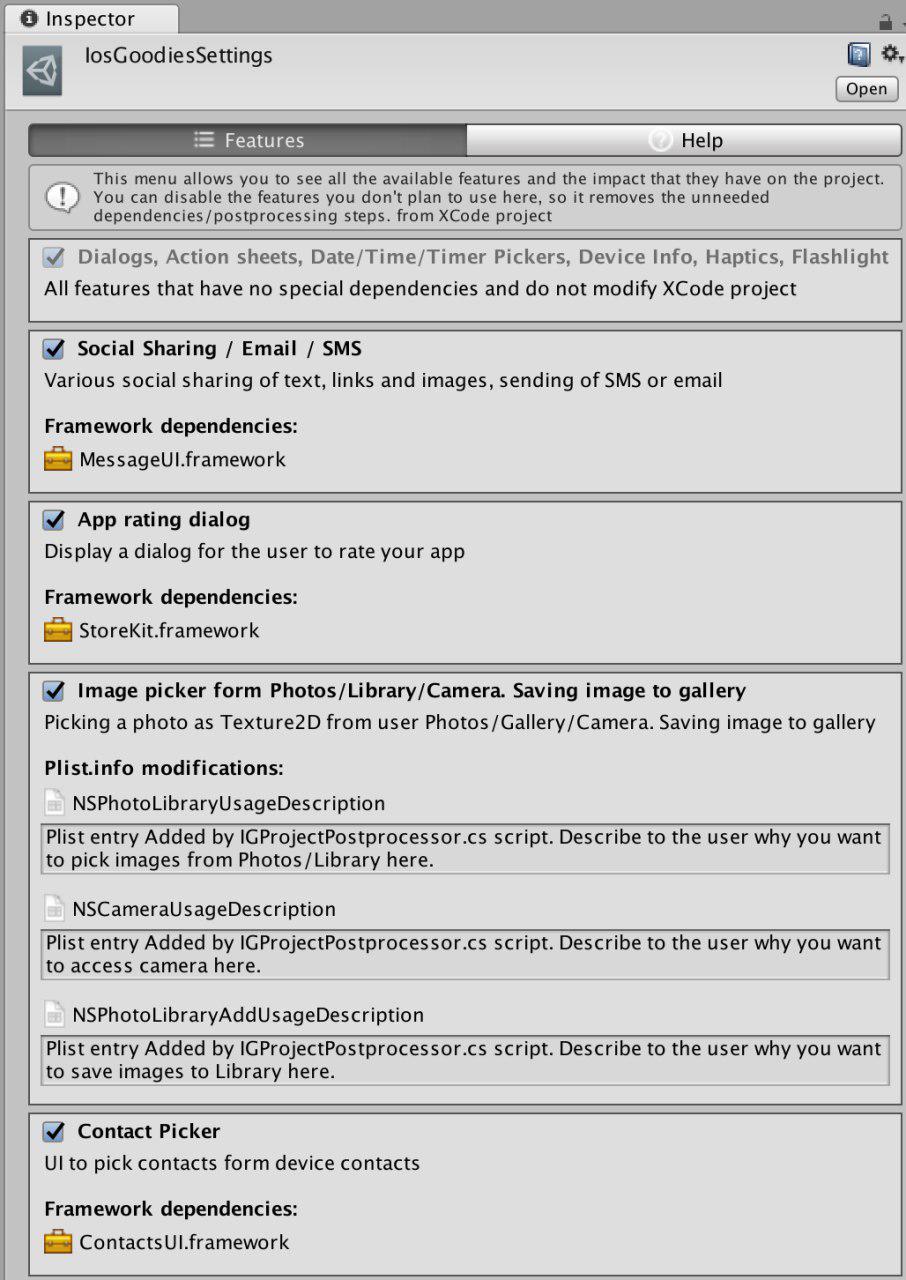 Inspector
IosGoodiesSettings
Open
Features
Help
This menu allows you to see all the available features and the impact that they have on the project.
You can disable the features you don't plan to use here, so it removes the unneeded
dependencies/postprocessing steps. from XCode project
Dialogs, Action sheets, Date/Time/Timer Pickers, Device Info, Haptics, Flashlight
All features that have no special dependencies and do not modify XCode project
Social Sharing / Email / SMS
Various social sharing of text, links and images, sending of SMS or email
Framework dependencies:
MessageUI.framework
App rating dialog
Display a dialog for the user to rate your app
Framework dependencies:
StoreKit.framework
Image picker form Photos/Library/Camera. Saving image to gallery
Picking a photo as Texture2D from user Photos/Gallery/Camera. Saving image to gallery
Plist.info modifications:
NSPhotoLibraryUsageDescription
Plist entry Added by IGProjectPostprocessor.cs script. Describe to the user why you want
to pick images from Photos/Library here.
NSCameraUsageDescription
Plist entry Added by IGProjectPostprocessor.cs script. Describe to the user why you want
to access camera here.
NSPhotoLibraryAddUsageDescription
Plist entry Added by IGProjectPostprocessor.cs script. Describe to the user why you want
to save images to Library here.
Contact Picker
UI to pick contacts form device contacts
Framework dependencies:
ContactsUI.framework